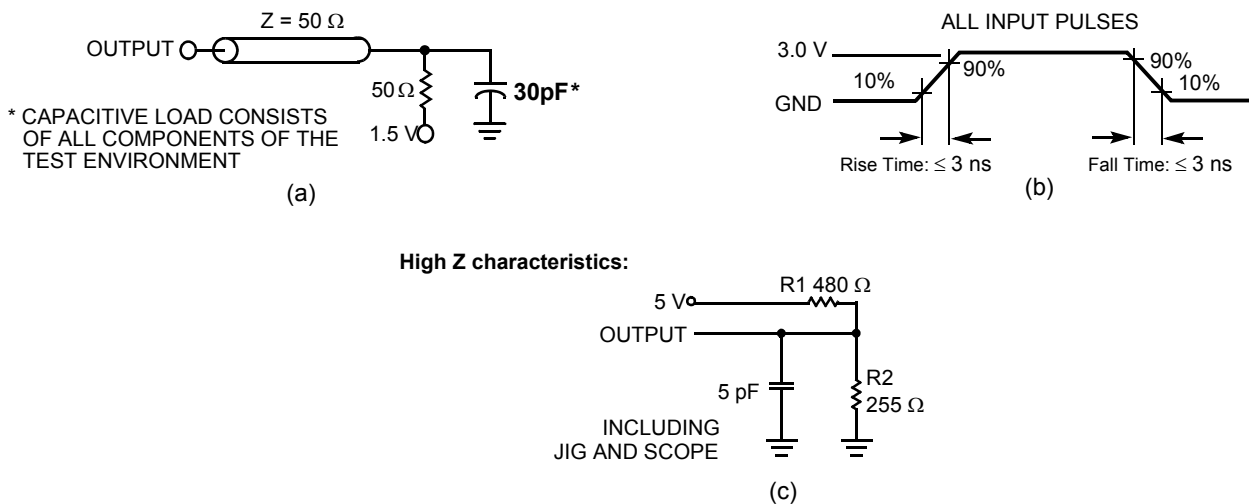 Z = 50 Ω
OUTPUT
50 Ω
30pF*
1.5 V
* CAPACITIVE LOAD CONSISTS
OF ALL COMPONENTS OF THE
TEST ENVIRONMENT
(a)
ALL INPUT PULSES
3.0 V
90%
90%
10%
10%
GND
Rise Time: ≤ 3 ns
Fall Time: ≤ 3 ns
(b)
High Z characteristics:
R1 480 Ω
5 V
OUTPUT
5 pF
R2
255 Ω
INCLUDING
JIG AND SCOPE
(c)